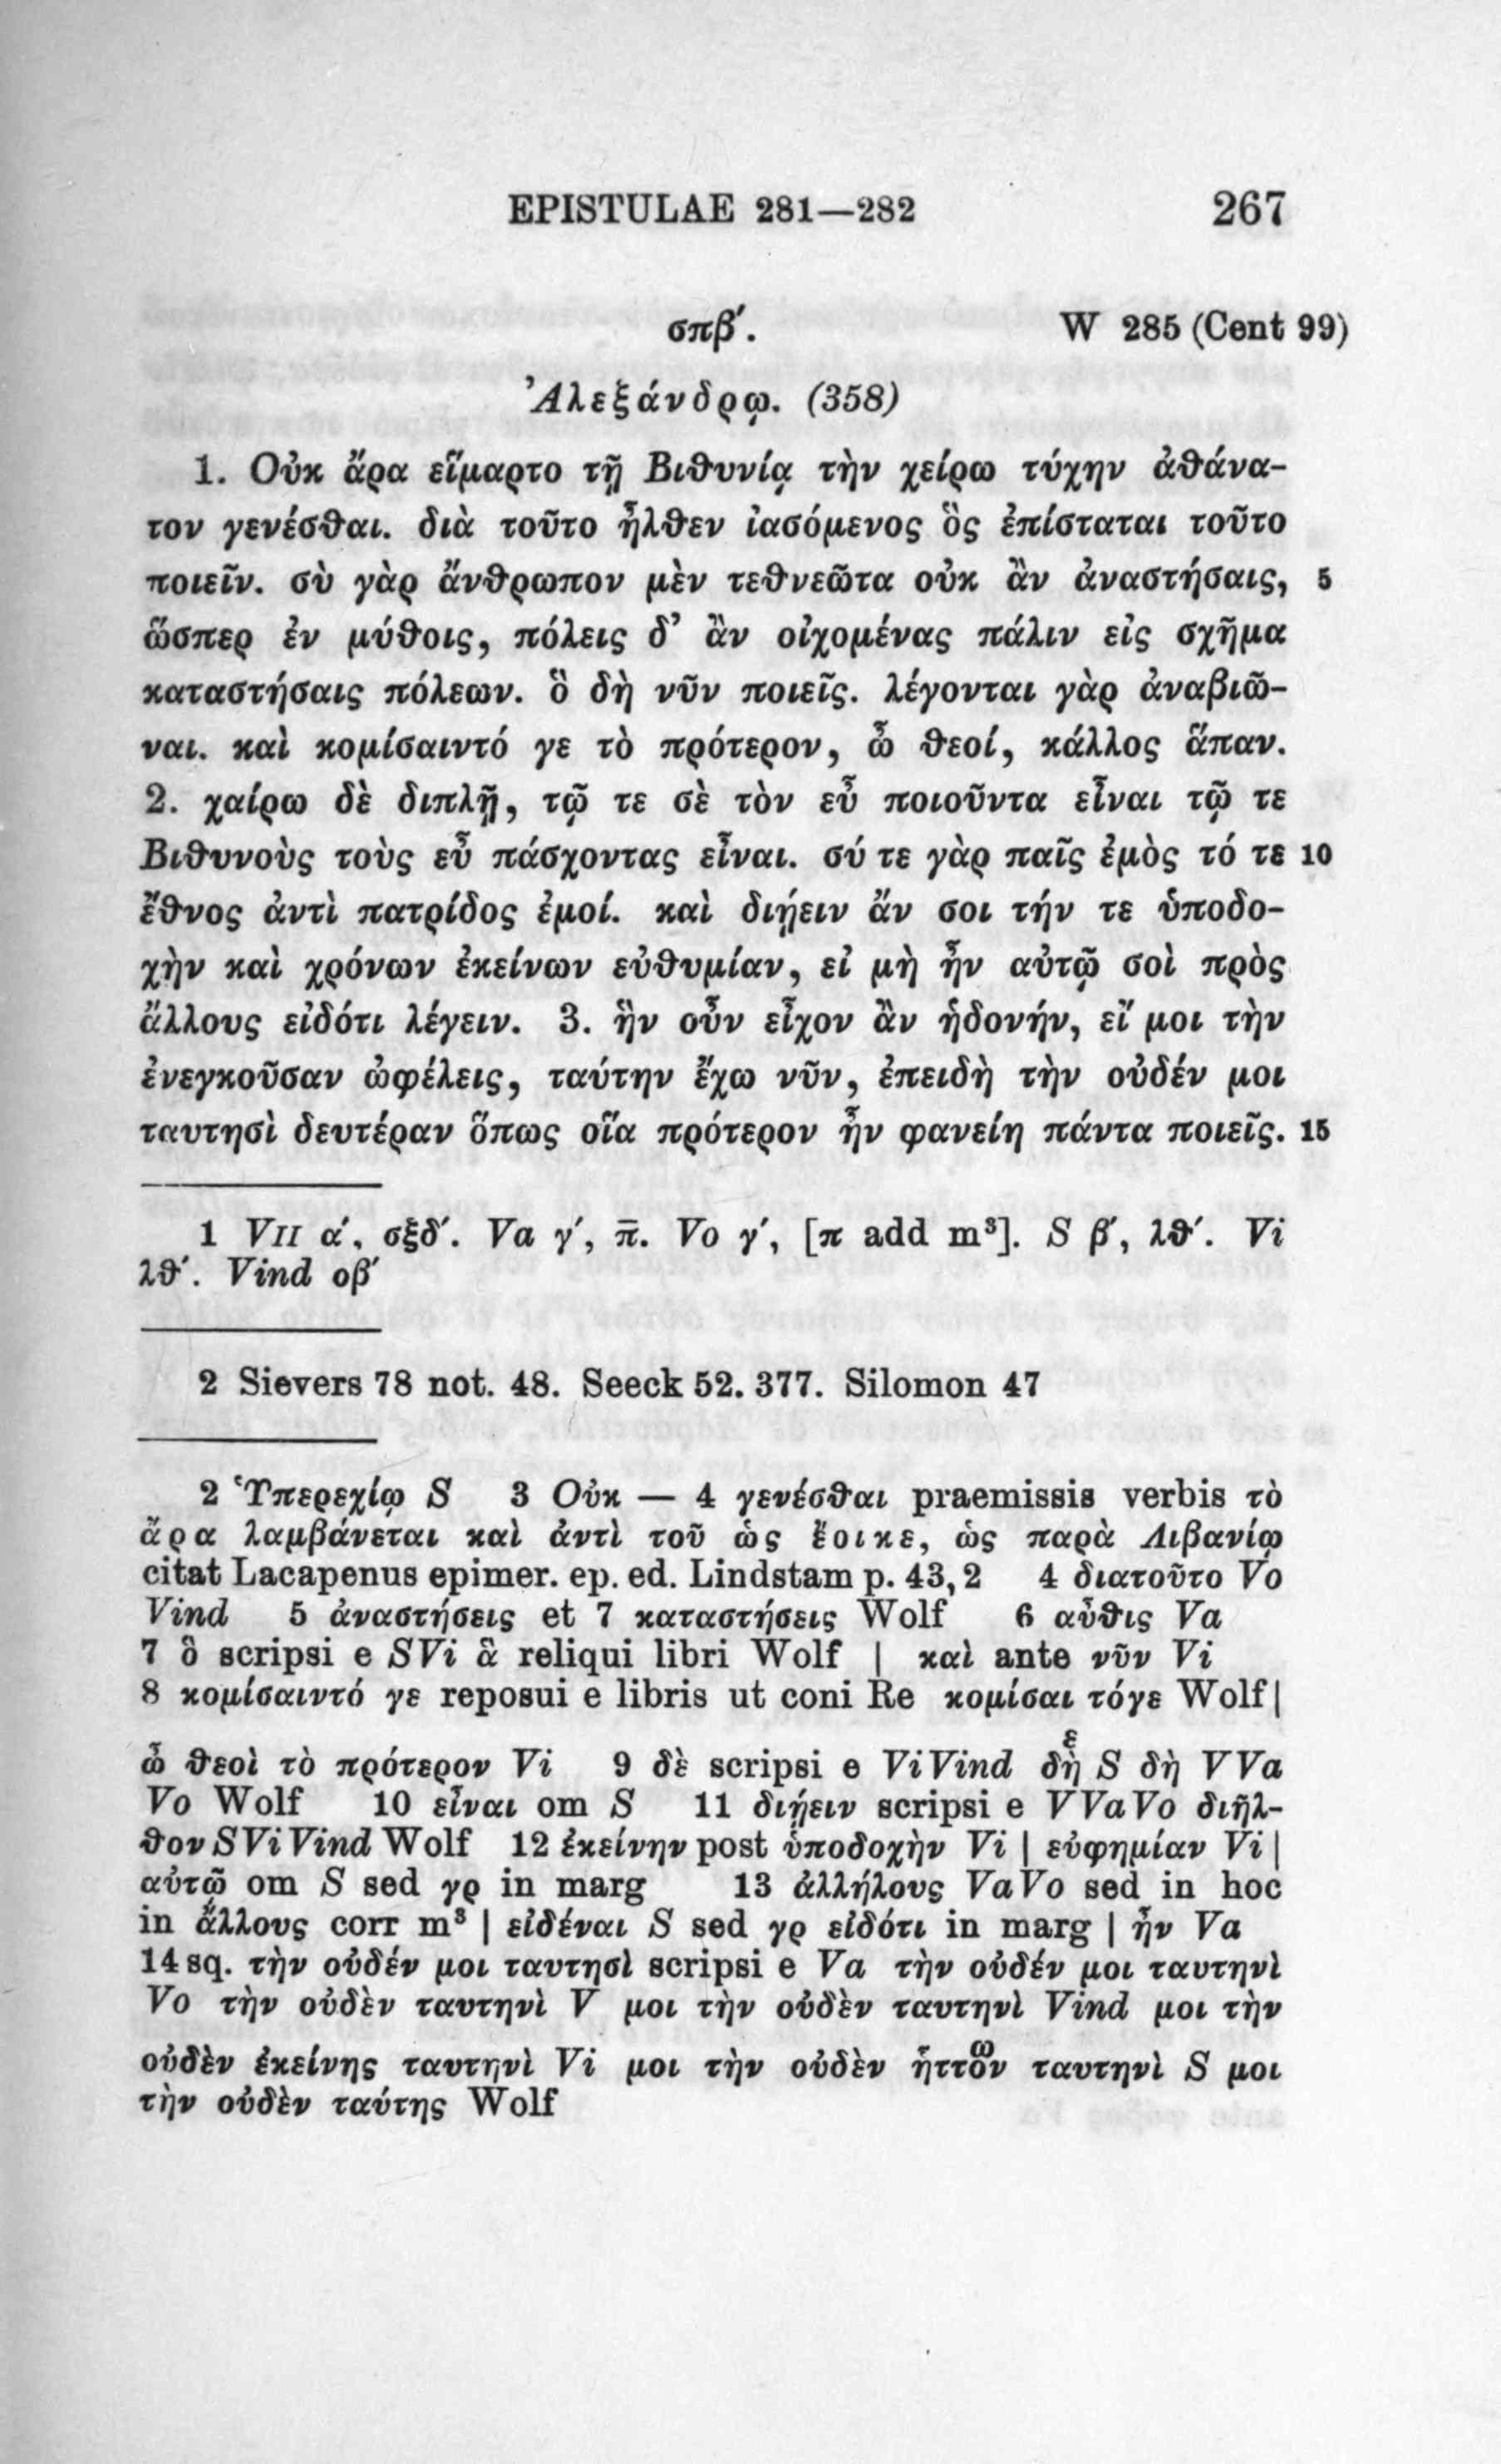 EPISTULAE 281—282 267
σπβ′. W 285 (Cent 99)
Ἀλεξάνδρῳ. (358)
1. Οὐκ ἄρα εἵμαρτο τῇ Βιθυνίᾳ τὴν χείρω τύχην ἀθάνα-
τον γενέσθαι. διὰ τοῦτο ἦλθεν ἰασόμενος ὃς ἐπίσταται τοῦτο
ποιεῖν. σὺ γὰρ ἄνθρωπον μὲν τεθνεῶτα οὐκ ἂν ἀναστήσαις, 5
ὥσπερ ἐν μύθοις, πόλεις δ’ ἂν οἰχομένας πάλιν εἰς σχῆμα
καταστήσαις πόλεων. ὃ δὴ νῦν ποιεῖς. λέγονται γὰρ ἀναβιῶ-
ναι. καὶ κομίσαιντό γε τὸ πρότερον, ὦ θεοί, κάλλος ἅπαν.
2. χαίρω δὲ διπλῇ, τῷ τε σὲ τὸν εὖ ποιοῦντα εἶναι τῷ τε
Βιθυνοὺς τοὺς εὖ πάσχοντας εἶναι. σύ τε γὰρ παῖς ἐμὸς τό τε 10
ἔθνος ἀντὶ πατρίδος ἐμοί. καὶ διῄειν ἄν σοι τήν τε ὑποδο-
χὴν καὶ χρόνων ἐκείνων εὐθυμίαν, εἰ μὴ ἦν αὐτῷ σοὶ πρὸς
ἄλλους εἰδότι λέγειν. 3. ἣν οὖν εἶχον ἂν ἡδονήν, εἴ μοι τὴν
ἐνεγκοῦσαν ὠφέλεις, ταύτην ἔχω νῦν, ἐπειδὴ τὴν οὐδέν μοι
ταυτησὶ δευτέραν ὅπως οἵα πρότερον ἦν φανείη πάντα ποιεῖς. 15
1 VII α′, σξδ′. Va γ′, π̄. Vo γ′, [π add m³]. S β′, λθ′. Vi
λθ′. Vind οβ′
2 Sievers 78 not. 48. Seeck 52. 377. Silomon 47
2 Ὑπερεχίῳ S 3 Οὐκ — 4 γενέσθαι praemissis verbis τὸ
ἄρα λαμβάνεται καὶ ἀντὶ τοῦ ὡς ἔοικε, ὡς παρὰ Λιβανίῳ
citat Lacapenus epimer. ep. ed. Lindstam p. 43, 2 4 διατοῦτο Vo
Vind 5 ἀναστήσεις et 7 καταστήσεις Wolf 6 αὖθις Va
7 ὃ scripsi e S Vi ἃ reliqui libri Wolf | καὶ ante νῦν Vi
8 κομίσαιντό γε reposui e libris ut coni Re κομίσαι τόγε Wolf |
ὦ θεοὶ τὸ πρότερον Vi 9 δὲ scripsi e Vi Vind δὴ̀ͤ S δὴ V Va
Vo Wolf 10 εἶναι om S 11 διῄειν scripsi e V Va Vo διῆλ-
θον S Vi Vind Wolf 12 ἐκείνην post ὑποδοχὴν Vi | εὐφημίαν Vi |
αὐτῷ om S sed γρ in marg 13 ἀλλήλους Va Vo sed in hoc
in ἄλλους corr m³ | εἰδέναι S sed γρ εἰδότι in marg | ἦν Va
14 sq. τὴν οὐδέν μοι ταυτησὶ scripsi e Va τὴν οὐδέν μοι ταυτηνὶ
Vo τὴν οὐδὲν ταυτηνὶ V μοι τὴν οὐδὲν ταυτηνὶ Vind μοι τὴν
οὐδὲν ἐκείνης ταυτηνὶ Vi μοι τὴν οὐδὲν ἡττον ταυτηνὶ S μοι
τὴν οὐδὲν ταύτης Wolf